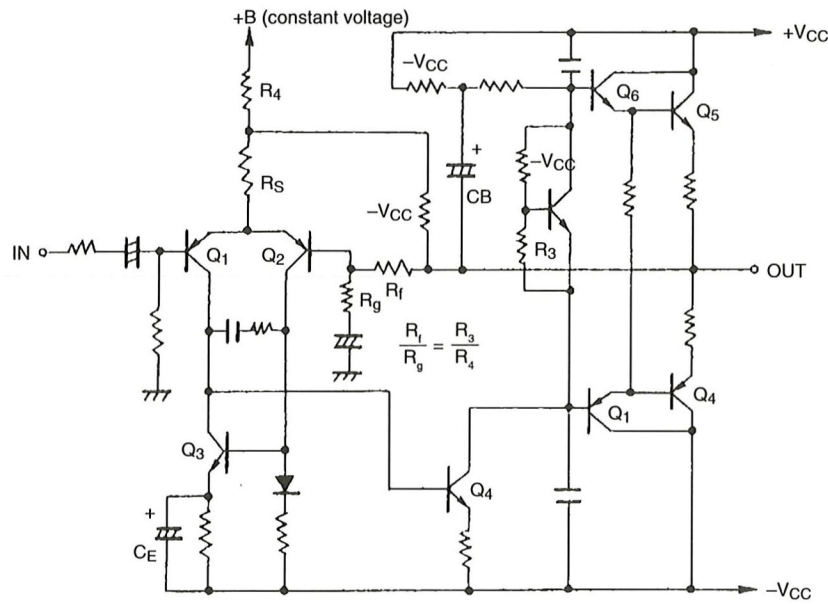 +B (constant voltage)
+VCC
R4
−VCC
Q6
Q5
RS
−VCC
−VCC
+
CB
IN
Q1
Q2
R3
OUT
Rf
Rg
Rf/Rg = R3/R4
Q1
Q4
Q3
Q4
+
CE
−VCC